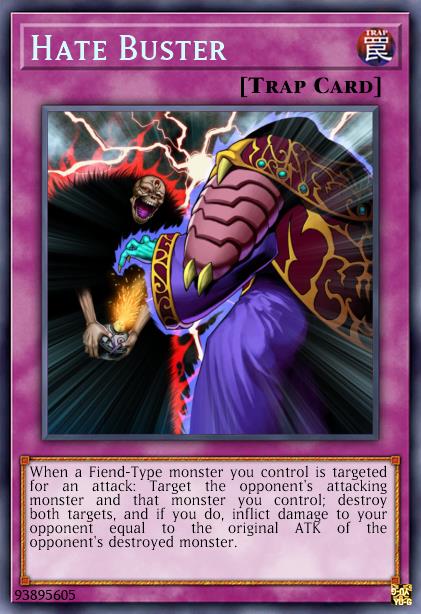 Hate Buster
TRAP
罠
[Trap Card]
When a Fiend-Type monster you control is targeted
for an attack: Target the opponent's attacking
monster and that monster you control; destroy
both targets, and if you do, inflict damage to your
opponent equal to the original ATK of the
opponent's destroyed monster.
93895605